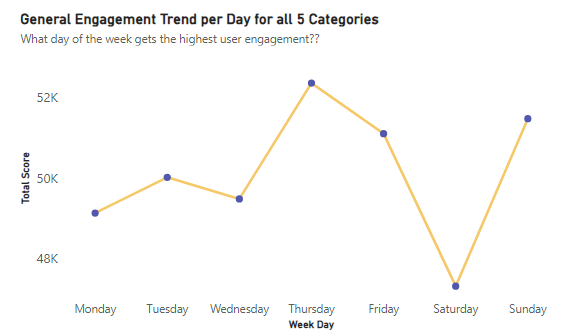 General Engagement Trend per Day for all 5 Categories
What day of the week gets the highest user engagement??
52K
50K
48K
Total Score
Monday Tuesday Wednesday Thursday Friday Saturday Sunday
Week Day